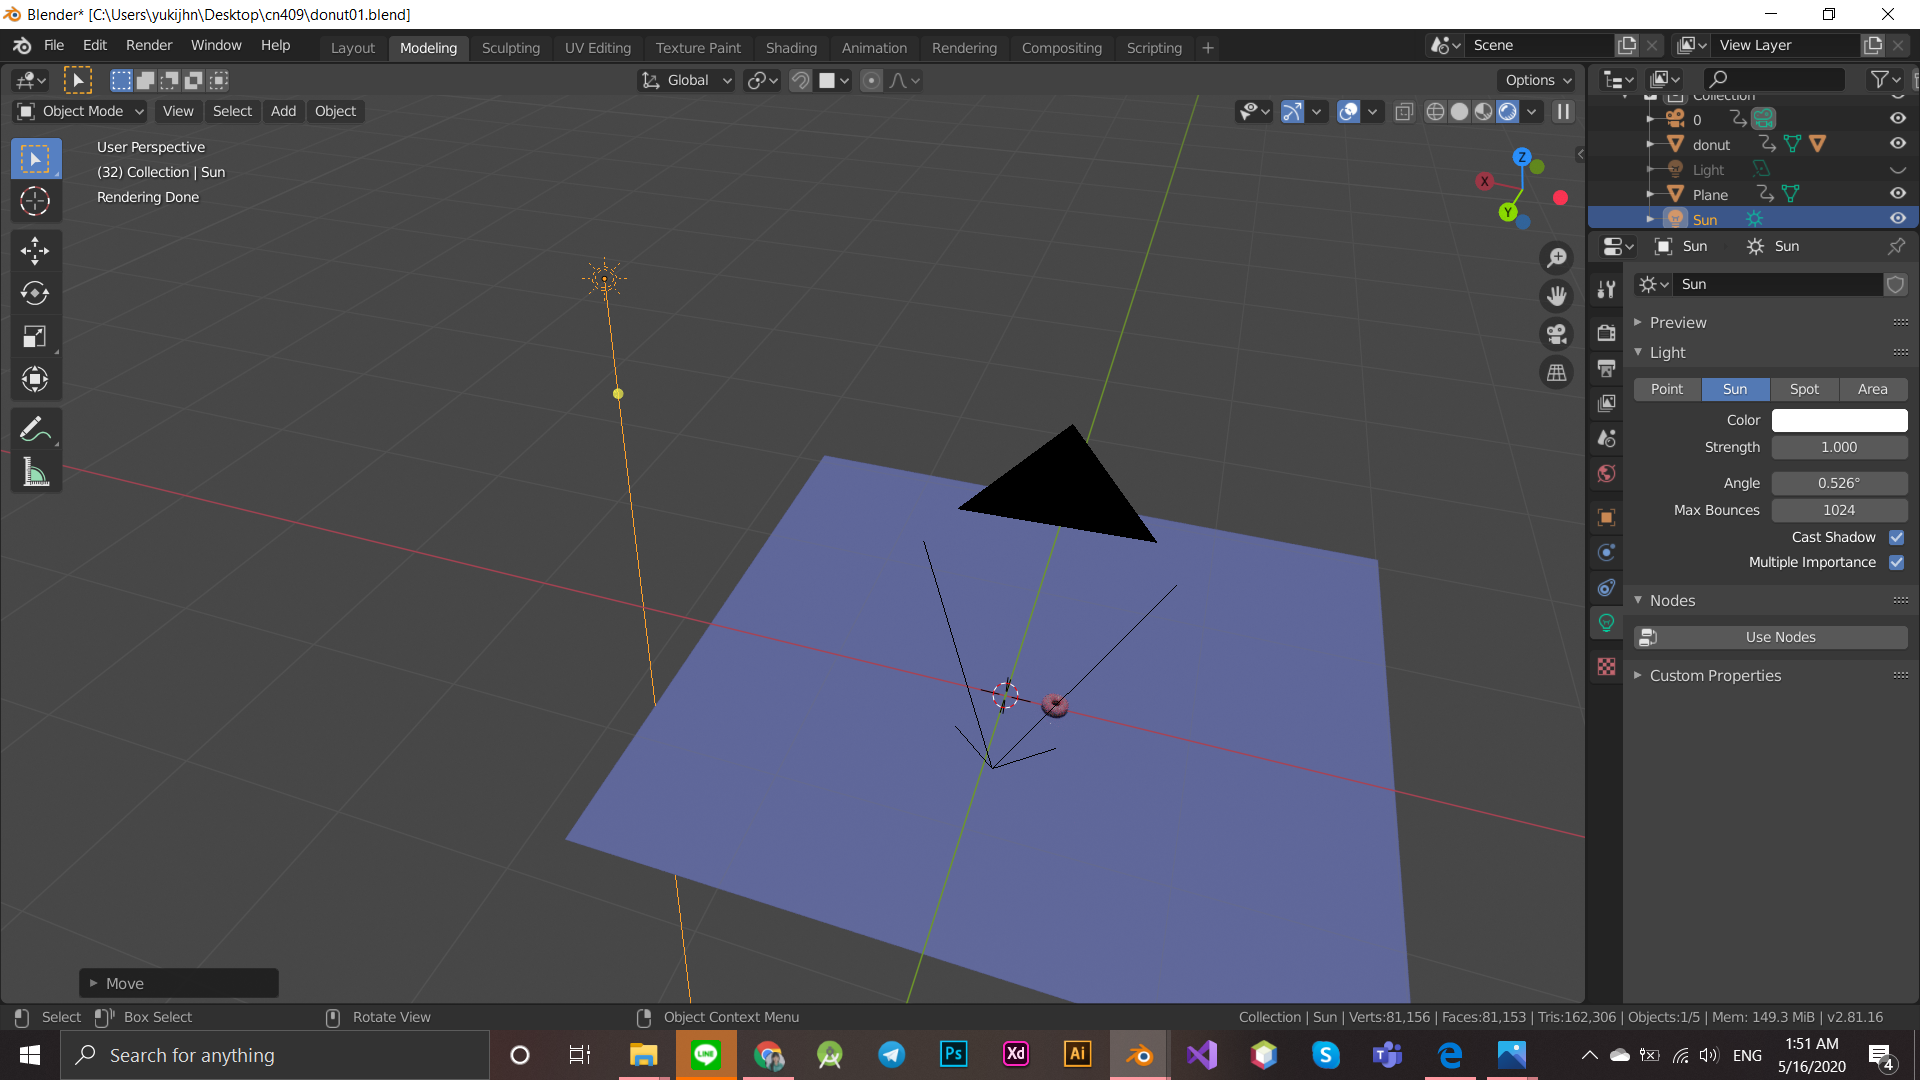 Blender* [C:\Users\yukijhn\Desktop\cn409\donut01.blend]
File Edit Render Window Help
Layout Modeling Sculpting UV Editing Texture Paint Shading Animation Rendering Compositing Scripting +
Scene View Layer
Global Options
Object Mode View Select Add Object
User Perspective
(32) Collection | Sun
Rendering Done
Z
X
Y
Collection
0
donut
Light
Plane
Sun
Sun Sun
Sun
Preview
Light
Point Sun Spot Area
Color
Strength 1.000
Angle 0.526°
Max Bounces 1024
Cast Shadow
Multiple Importance
Nodes
Use Nodes
Custom Properties
Move
Select Box Select Rotate View Object Context Menu
Collection | Sun | Verts:81,156 | Faces:81,153 | Tris:162,306 | Objects:1/5 | Mem: 149.3 MiB | v2.81.16
Search for anything
LINE
Ps
Xd
Ai
ENG
1:51 AM
5/16/2020
4